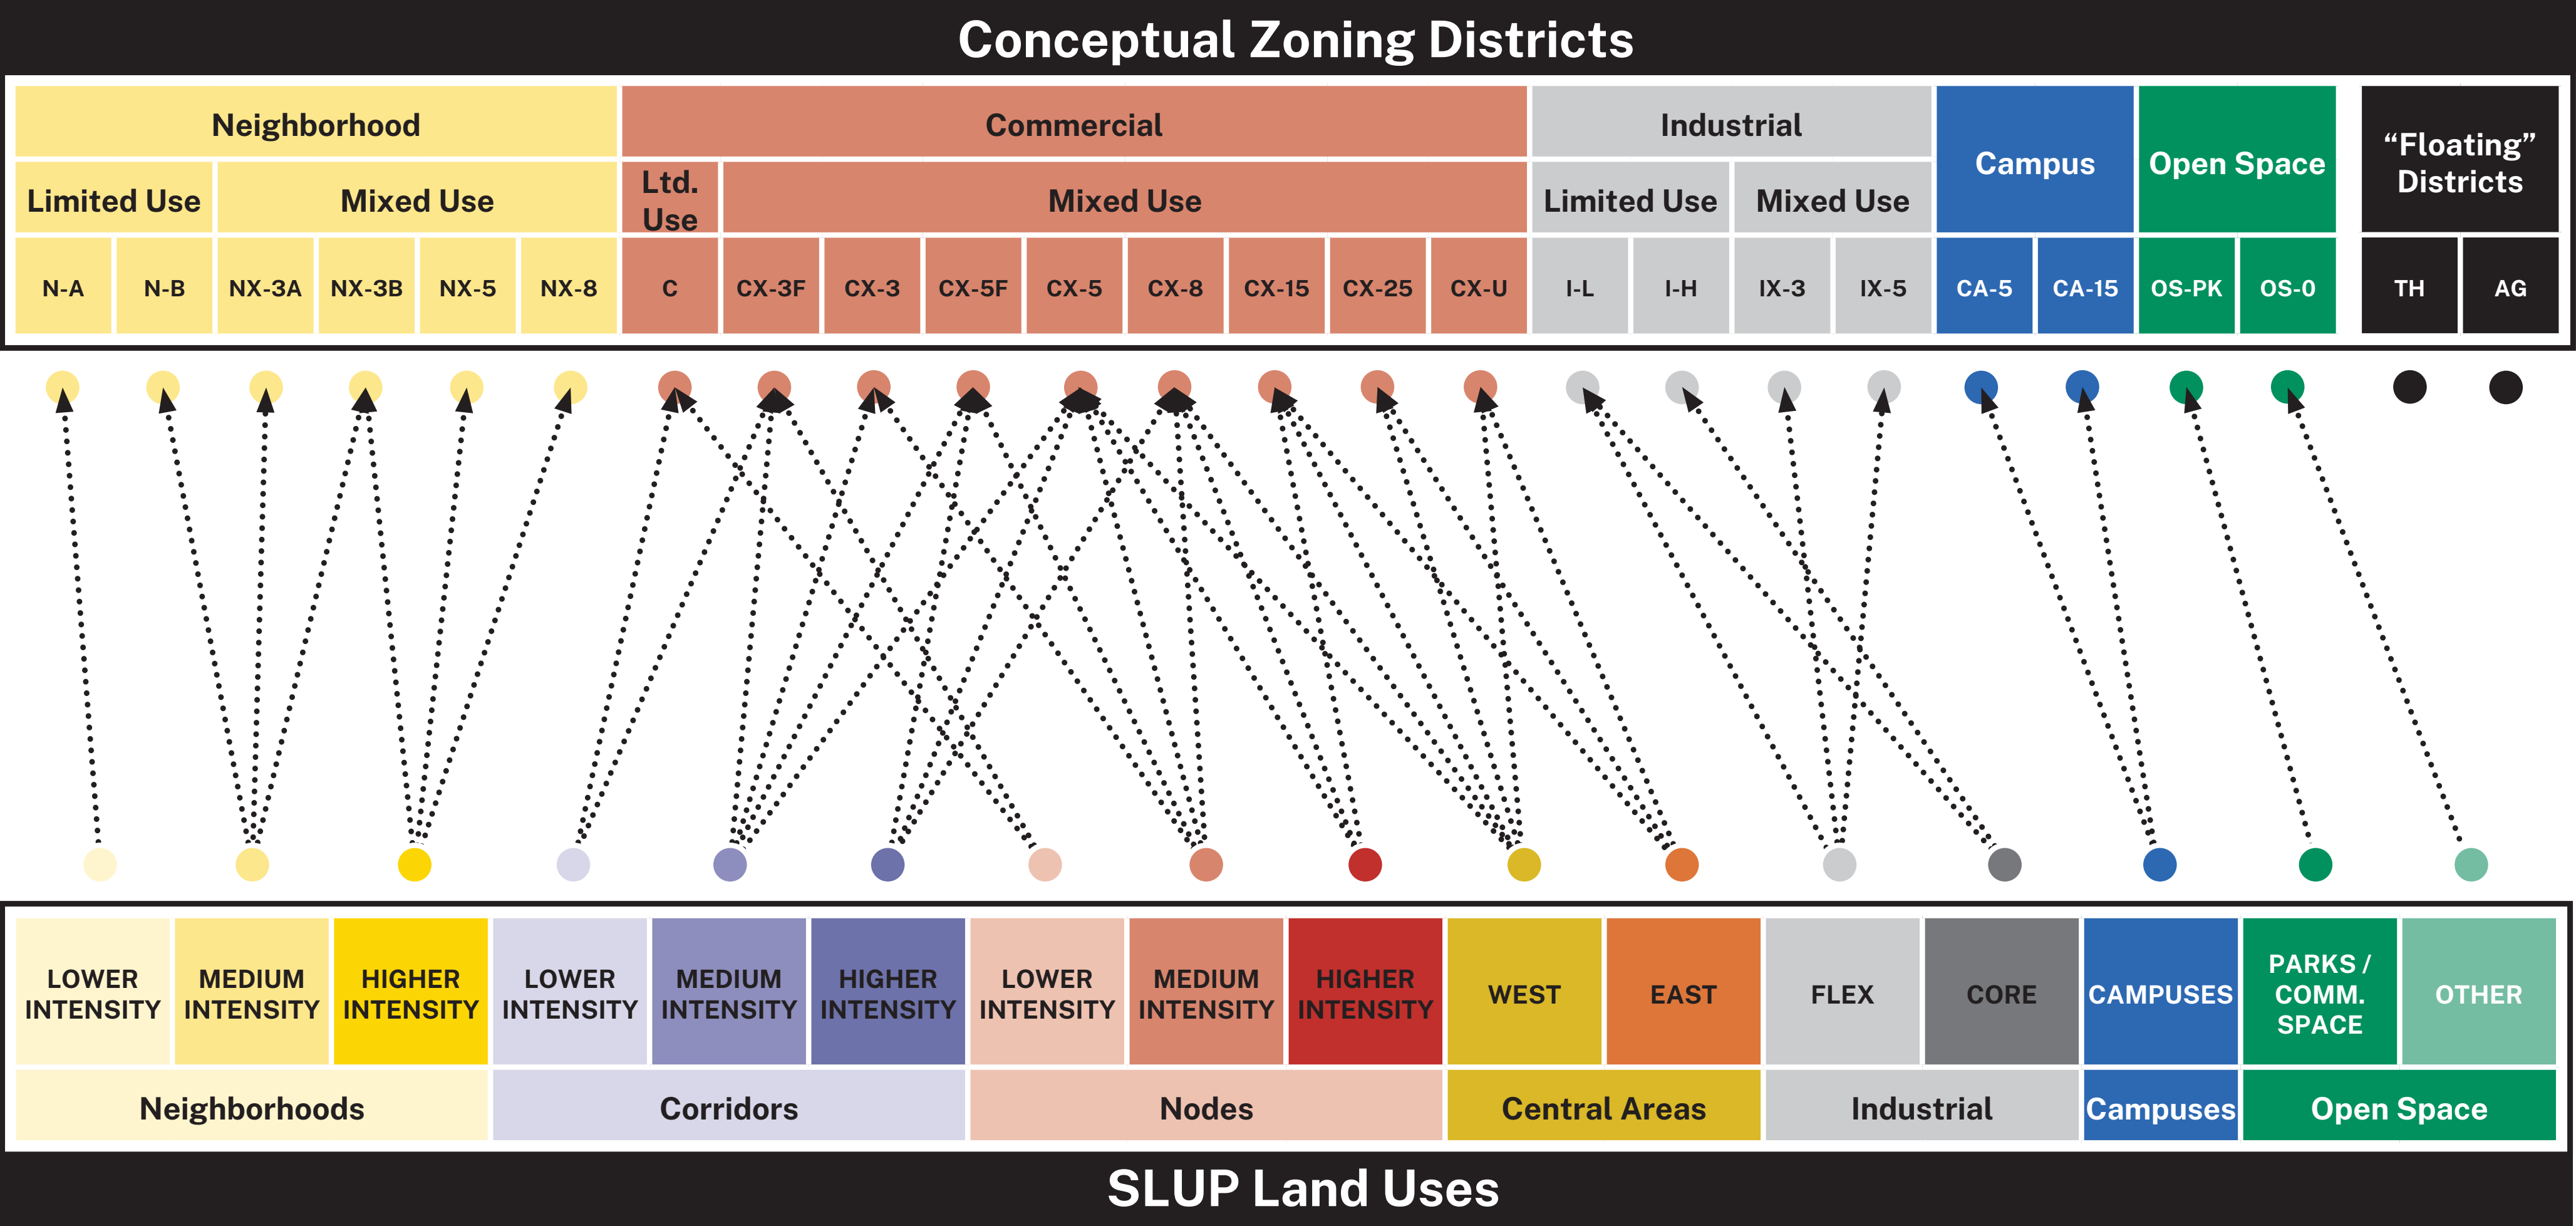 Conceptual Zoning Districts
Neighborhood
Commercial
Industrial
Campus
Open Space
“Floating”
Districts
Limited Use
Mixed Use
Ltd.
Use
Mixed Use
Limited Use
Mixed Use
N-A
N-B
NX-3A
NX-3B
NX-5
NX-8
C
CX-3F
CX-3
CX-5F
CX-5
CX-8
CX-15
CX-25
CX-U
I-L
I-H
IX-3
IX-5
CA-5
CA-15
OS-PK
OS-0
TH
AG
LOWER
INTENSITY
MEDIUM
INTENSITY
HIGHER
INTENSITY
LOWER
INTENSITY
MEDIUM
INTENSITY
HIGHER
INTENSITY
LOWER
INTENSITY
MEDIUM
INTENSITY
HIGHER
INTENSITY
WEST
EAST
FLEX
CORE
CAMPUSES
PARKS /
COMM.
SPACE
OTHER
Neighborhoods
Corridors
Nodes
Central Areas
Industrial
Campuses
Open Space
SLUP Land Uses